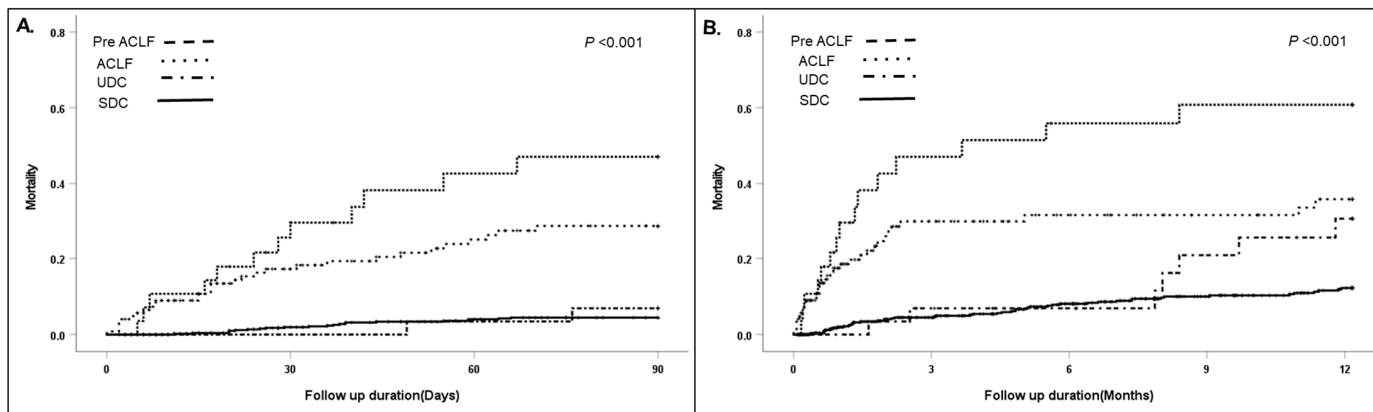 A.
Pre ACLF
ACLF
UDC
SDC
P <0.001
0.8
0.6
0.4
0.2
0.0
Mortality
0
30
60
90
Follow up duration(Days)
B.
Pre ACLF
ACLF
UDC
SDC
P <0.001
0.8
0.6
0.4
0.2
0.0
Mortality
0
3
6
9
12
Follow up duration(Months)